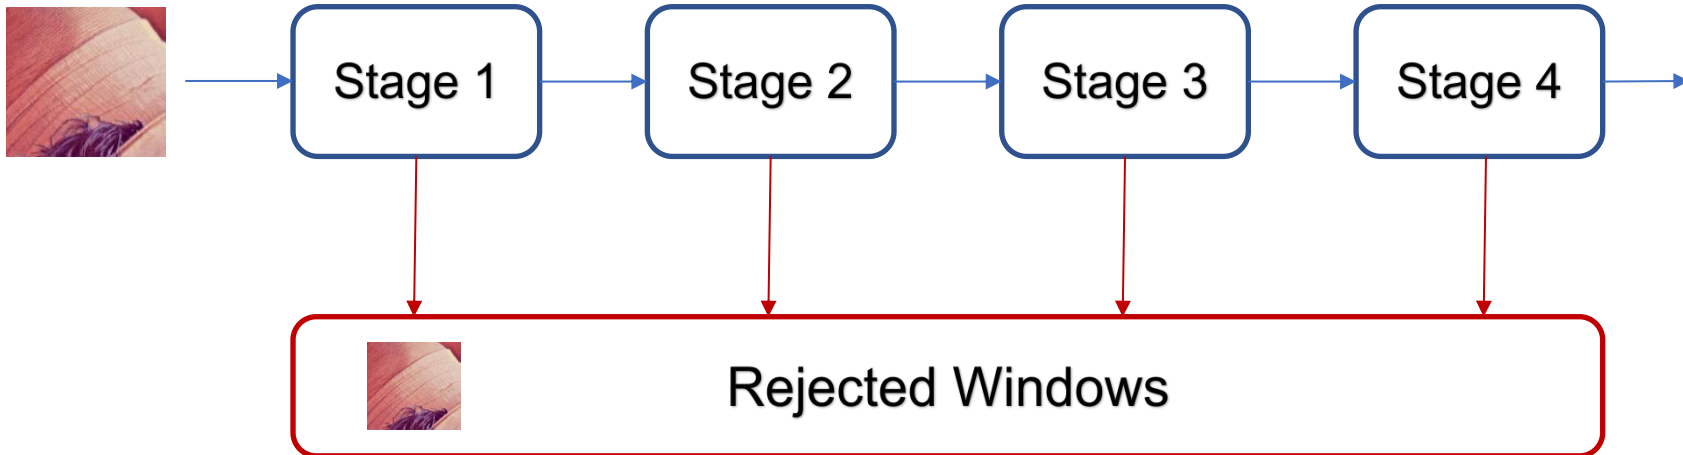 Stage 1
Stage 2
Stage 3
Stage 4
Rejected Windows